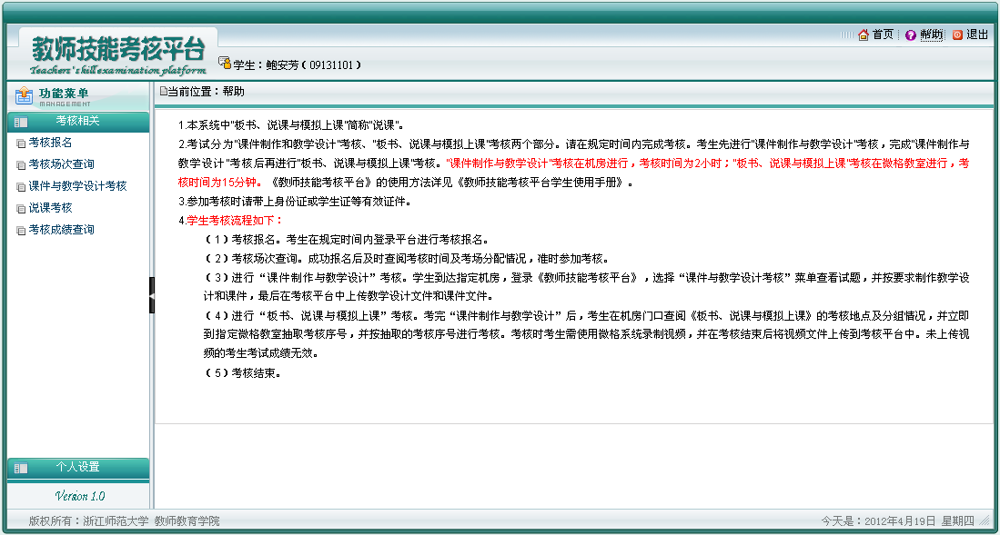 首页 帮助 退出
教师技能考核平台
Teachers' skill examination platform
学生：鲍安芳（09131101）
功能菜单
MANAGEMENT
当前位置：帮助
考核相关
考核报名
考核场次查询
课件与教学设计考核
说课考核
考核成绩查询
1.本系统中"板书、说课与模拟上课"简称"说课"。
2.考试分为"课件制作和教学设计"考核、"板书、说课与模拟上课"考核两个部分。请在规定时间内完成考核。考生先进行"课件制作与教学设计"考核，完成"课件制作与
教学设计"考核后再进行"板书、说课与模拟上课"考核。"课件制作与教学设计"考核在机房进行，考核时间为2小时；"板书、说课与模拟上课"考核在微格教室进行，考
核时间为15分钟。《教师技能考核平台》的使用方法详见《教师技能考核平台学生使用手册》。
3.参加考核时请带上身份证或学生证等有效证件。
4.学生考核流程如下：
（1）考核报名。考生在规定时间内登录平台进行考核报名。
（2）考核场次查询。成功报名后及时查阅考核时间及考场分配情况，准时参加考核。
（3）进行“课件制作与教学设计”考核。学生到达指定机房，登录《教师技能考核平台》，选择“课件与教学设计考核”菜单查看试题，并按要求制作教学设
计和课件，最后在考核平台中上传教学设计文件和课件文件。
（4）进行“板书、说课与模拟上课”考核。考完“课件制作与教学设计”后，考生在机房门口查阅《板书、说课与模拟上课》的考核地点及分组情况，并立即
到指定微格教室抽取考核序号，并按抽取的考核序号进行考核。考核时考生需使用微格系统录制视频，并在考核结束后将视频文件上传到考核平台中。未上传视
频的考生考试成绩无效。
（5）考核结束。
个人设置
Version 1.0
版权所有：浙江师范大学 教师教育学院
今天是：2012年4月19日 星期四